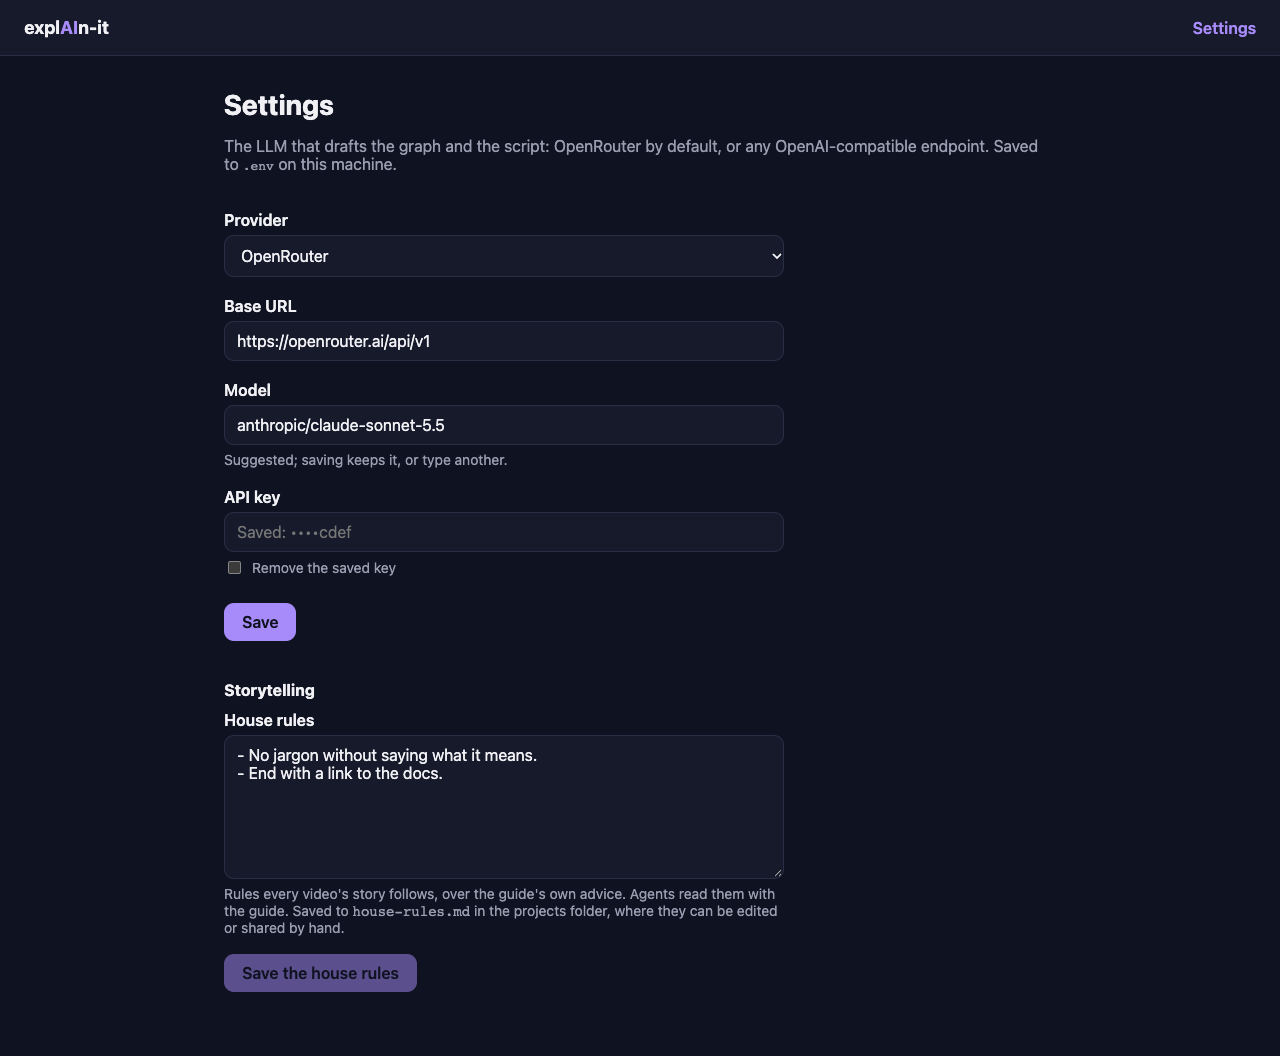 explAIn-it
Settings
Settings
The LLM that drafts the graph and the script: OpenRouter by default, or any OpenAI-compatible endpoint. Saved
to .env on this machine.
Provider
OpenRouter
Base URL
https://openrouter.ai/api/v1
Model
anthropic/claude-sonnet-5.5
Suggested; saving keeps it, or type another.
API key
Saved: ••••cdef
Remove the saved key
Save
Storytelling
House rules
- No jargon without saying what it means.
- End with a link to the docs.
Rules every video's story follows, over the guide's own advice. Agents read them with
the guide. Saved to house-rules.md in the projects folder, where they can be edited
or shared by hand.
Save the house rules